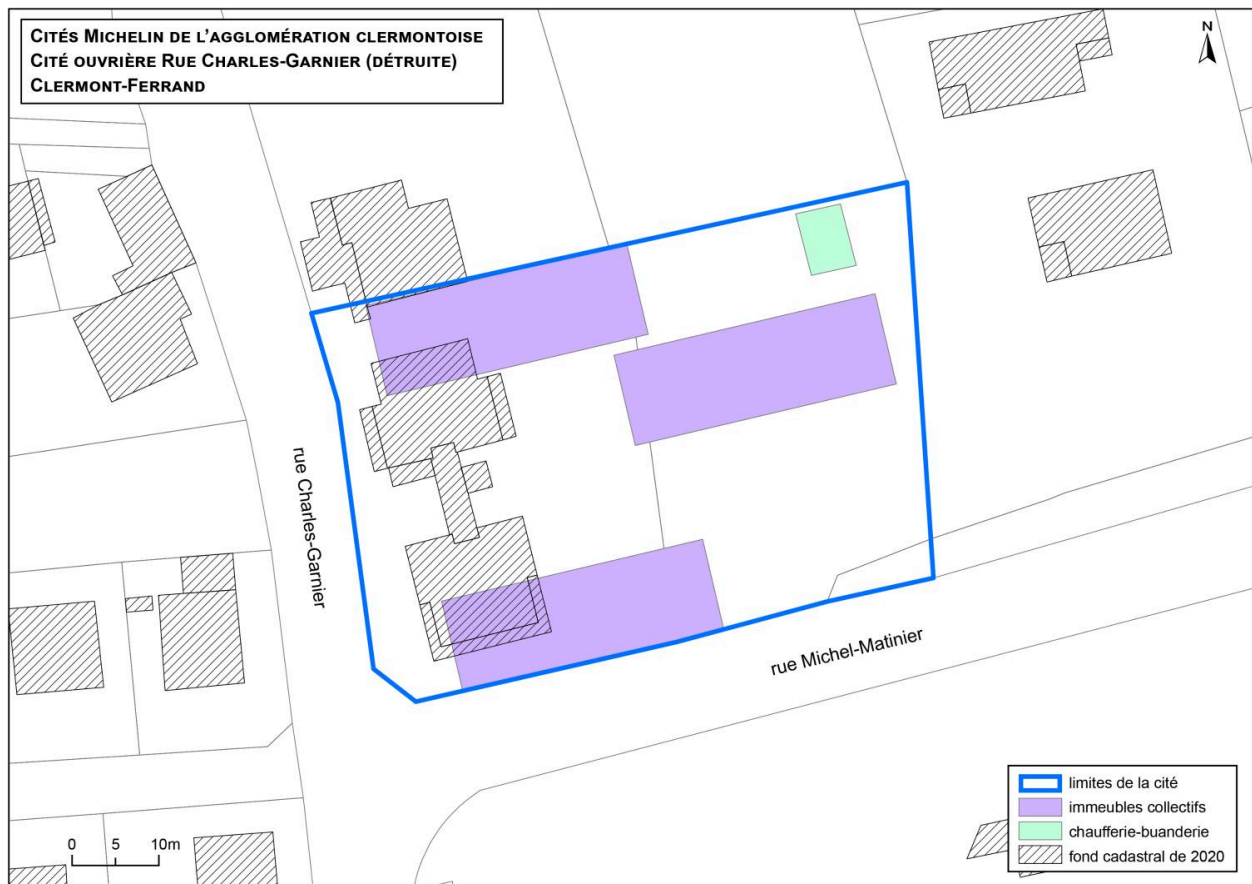 CITÉS MICHELIN DE L'AGGLOMÉRATION CLERMONTOISE
CITÉ OUVRIÈRE RUE CHARLES-GARNIER (DÉTRUITE)
CLERMONT-FERRAND
N
rue Charles-Garnier
rue Michel-Matinier
limites de la cité
immeubles collectifs
chaufferie-buanderie
fond cadastral de 2020
0 5 10m